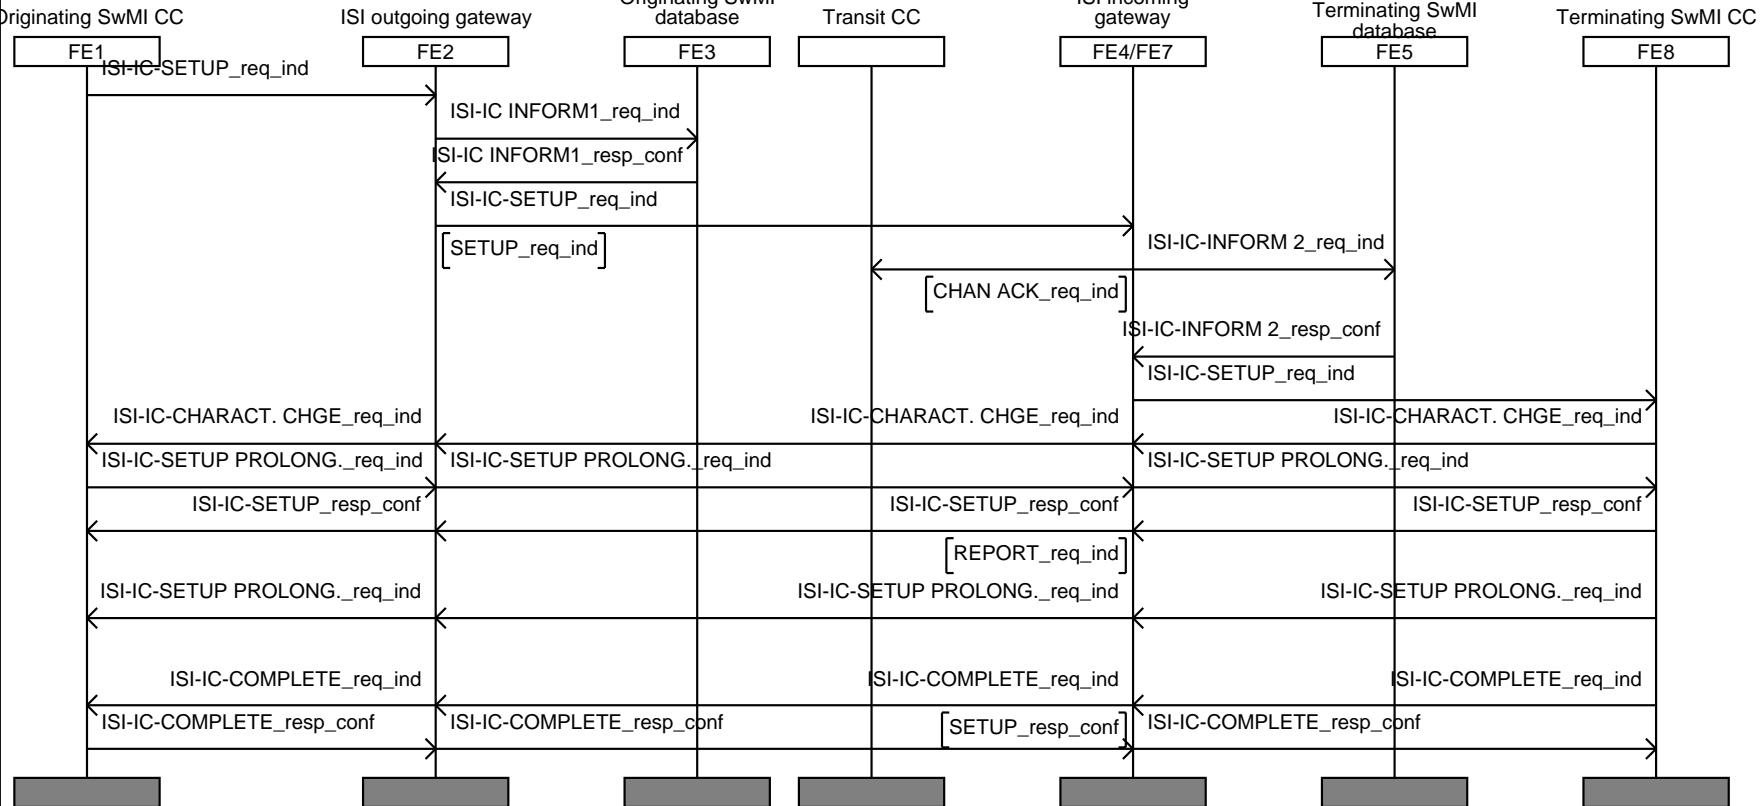 Originating SwMI CC
ISI outgoing gateway
Originating SwMI
database
Transit CC
ISI incoming
gateway
Terminating SwMI
database
Terminating SwMI CC
FE1
FE2
FE3
FE4/FE7
FE5
FE8
ISI-IC-SETUP_req_ind
ISI-IC INFORM1_req_ind
ISI-IC INFORM1_resp_conf
ISI-IC-SETUP_req_ind
SETUP_req_ind
ISI-IC-INFORM 2_req_ind
CHAN ACK_req_ind
ISI-IC-INFORM 2_resp_conf
ISI-IC-SETUP_req_ind
ISI-IC-CHARACT. CHGE_req_ind
ISI-IC-CHARACT. CHGE_req_ind
ISI-IC-CHARACT. CHGE_req_ind
ISI-IC-SETUP PROLONG._req_ind
ISI-IC-SETUP PROLONG._req_ind
ISI-IC-SETUP PROLONG._req_ind
ISI-IC-SETUP_resp_conf
ISI-IC-SETUP_resp_conf
ISI-IC-SETUP_resp_conf
REPORT_req_ind
ISI-IC-SETUP PROLONG._req_ind
ISI-IC-SETUP PROLONG._req_ind
ISI-IC-SETUP PROLONG._req_ind
ISI-IC-COMPLETE_req_ind
ISI-IC-COMPLETE_req_ind
ISI-IC-COMPLETE_req_ind
ISI-IC-COMPLETE_resp_conf
ISI-IC-COMPLETE_resp_conf
SETUP_resp_conf
ISI-IC-COMPLETE_resp_conf